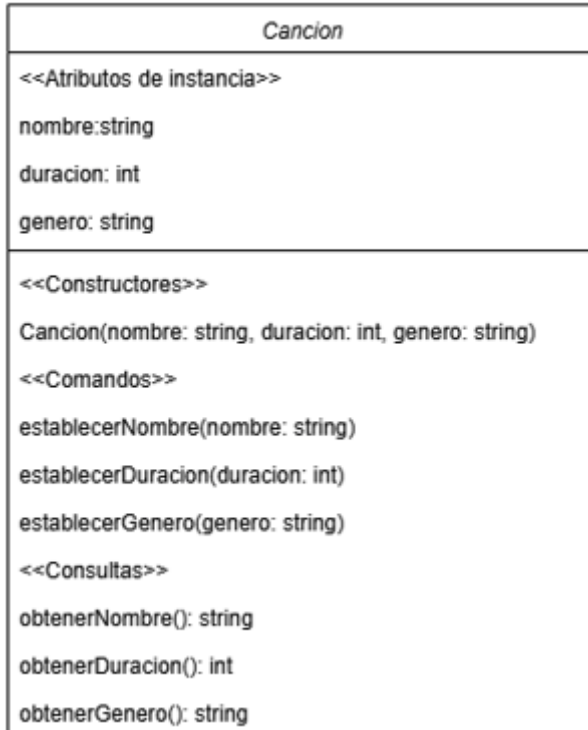 Cancion
<<Atributos de instancia>>
nombre:string
duracion: int
genero: string
<<Constructores>>
Cancion(nombre: string, duracion: int, genero: string)
<<Comandos>>
establecerNombre(nombre: string)
establecerDuracion(duracion: int)
establecerGenero(genero: string)
<<Consultas>>
obtenerNombre(): string
obtenerDuracion(): int
obtenerGenero(): string